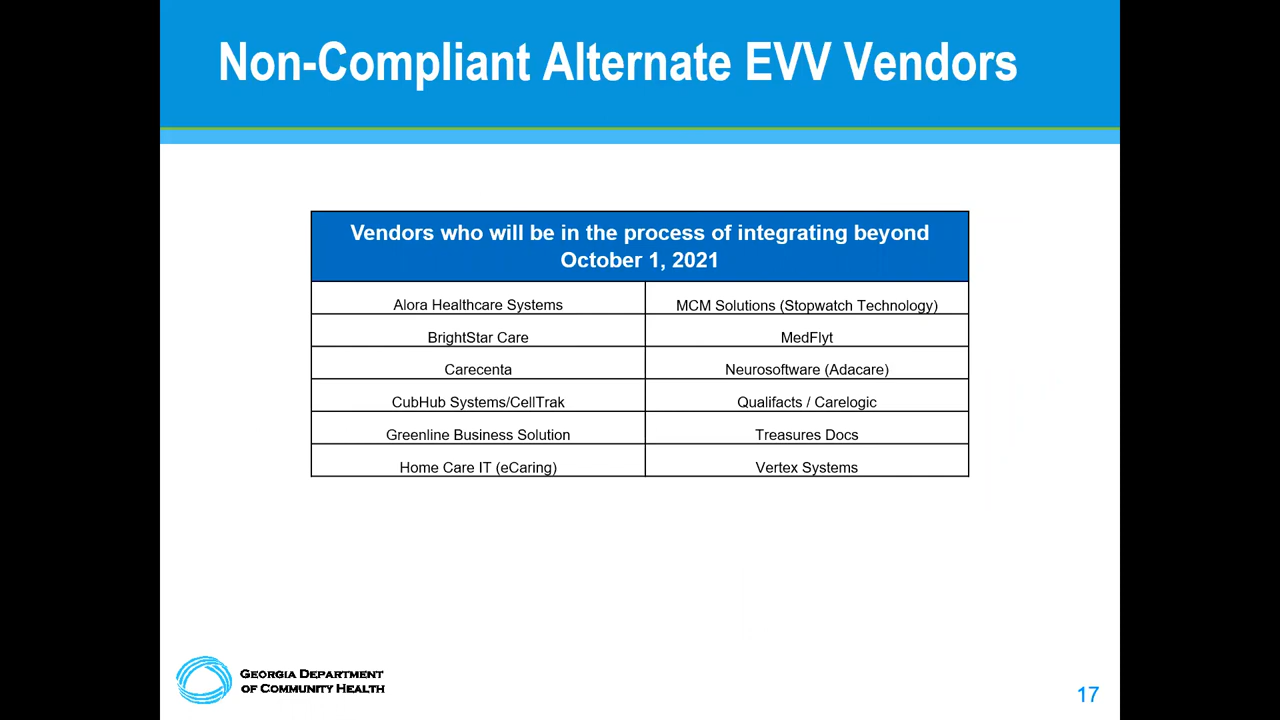 Non-Compliant Alternate EVV Vendors
Vendors who will be in the process of integrating beyond
October 1, 2021
Alora Healthcare Systems
MCM Solutions (Stopwatch Technology)
BrightStar Care
MedFlyt
Carecenta
Neurosoftware (Adacare)
CubHub Systems/CellTrak
Qualifacts / Carelogic
Greenline Business Solution
Treasures Docs
Home Care IT (eCaring)
Vertex Systems
GEORGIA DEPARTMENT
OF COMMUNITY HEALTH
17